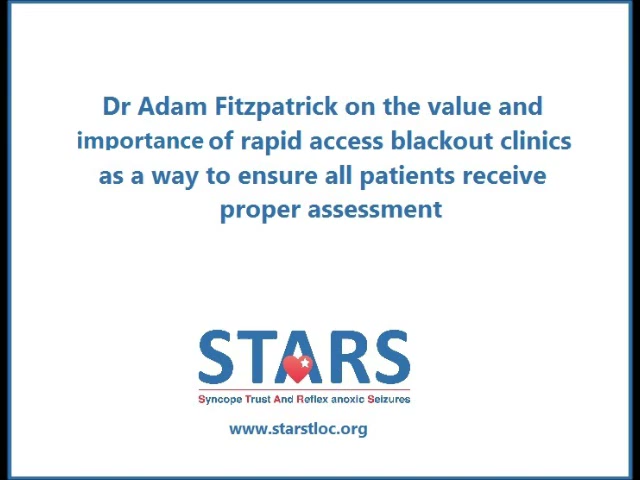 Dr Adam Fitzpatrick on the value and
importance of rapid access blackout clinics
as a way to ensure all patients receive
proper assessment
STARS
Syncope Trust And Reflex anoxic Seizures
www.starstloc.org